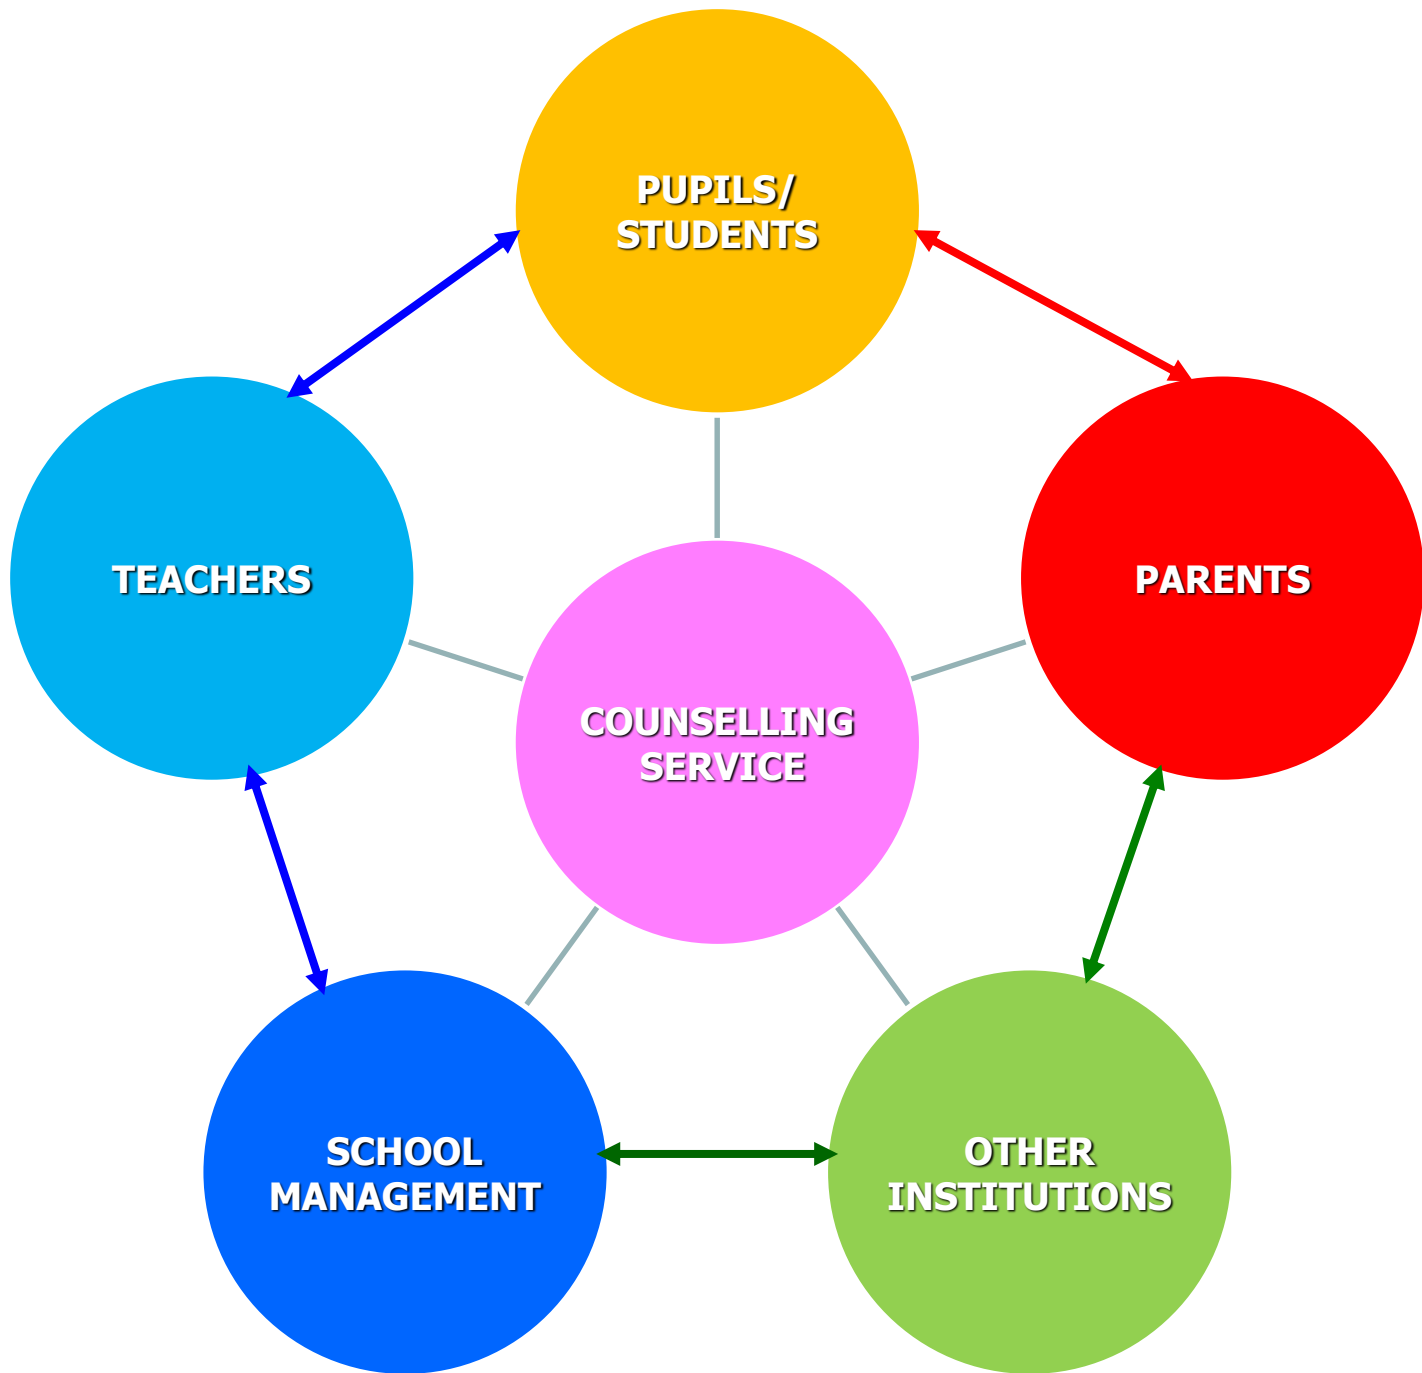 PUPILS/
STUDENTS
TEACHERS
PARENTS
COUNSELLING
SERVICE
SCHOOL
MANAGEMENT
OTHER
INSTITUTIONS